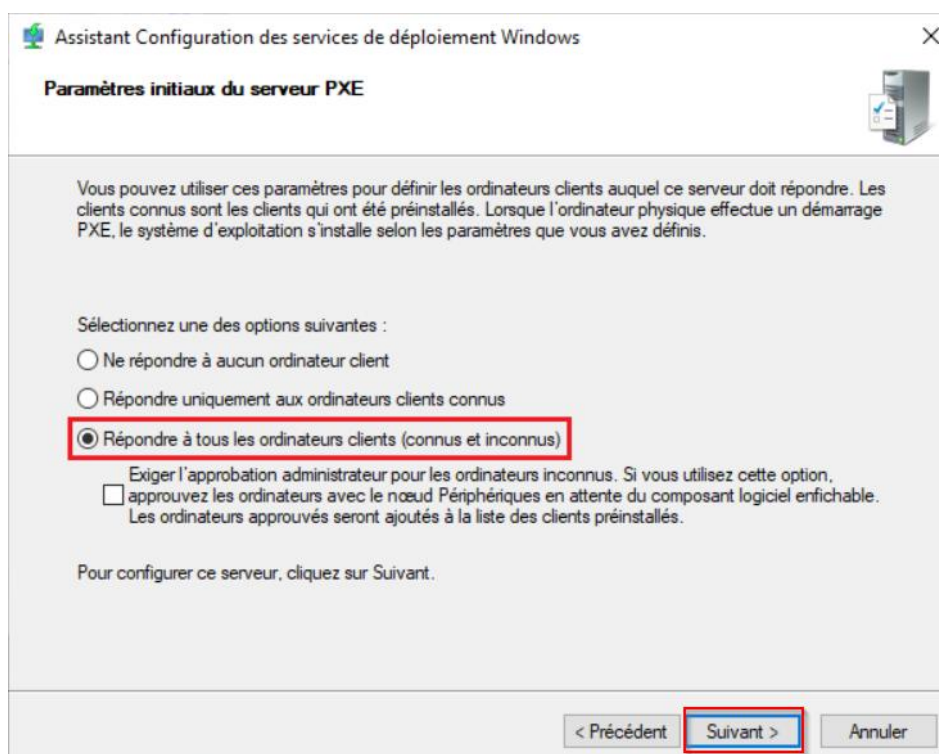 Assistant Configuration des services de déploiement Windows
Paramètres initiaux du serveur PXE
Vous pouvez utiliser ces paramètres pour définir les ordinateurs clients auquel ce serveur doit répondre. Les
clients connus sont les clients qui ont été préinstallés. Lorsque l'ordinateur physique effectue un démarrage
PXE, le système d'exploitation s'installe selon les paramètres que vous avez définis.
Sélectionnez une des options suivantes :
Ne répondre à aucun ordinateur client
Répondre uniquement aux ordinateurs clients connus
Répondre à tous les ordinateurs clients (connus et inconnus)
Exiger l'approbation administrateur pour les ordinateurs inconnus. Si vous utilisez cette option,
approuvez les ordinateurs avec le nœud Périphériques en attente du composant logiciel enfichable.
Les ordinateurs approuvés seront ajoutés à la liste des clients préinstallés.
Pour configurer ce serveur, cliquez sur Suivant.
< Précédent
Suivant >
Annuler